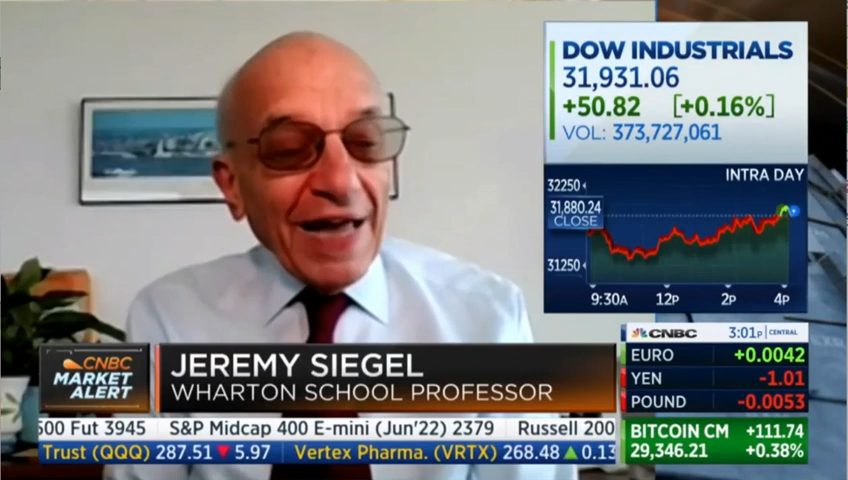 DOW INDUSTRIALS
31,931.06
+50.82 [+0.16%]
VOL: 373,727,061
INTRA DAY
32250
31,880.24
CLOSE
31250
9:30A 12P 2P 4P
CNBC 3:01P CENTRAL
EURO +0.0042
YEN -1.01
POUND -0.0053
BITCOIN CM +111.74
29,346.21 +0.38%
CNBC
MARKET
ALERT
JEREMY SIEGEL
WHARTON SCHOOL PROFESSOR
500 Fut 3945 S&P Midcap 400 E-mini (Jun'22) 2379 Russell 200
Trust (QQQ) 287.51 ▼ 5.97 Vertex Pharma. (VRTX) 268.48 ▲ 0.13